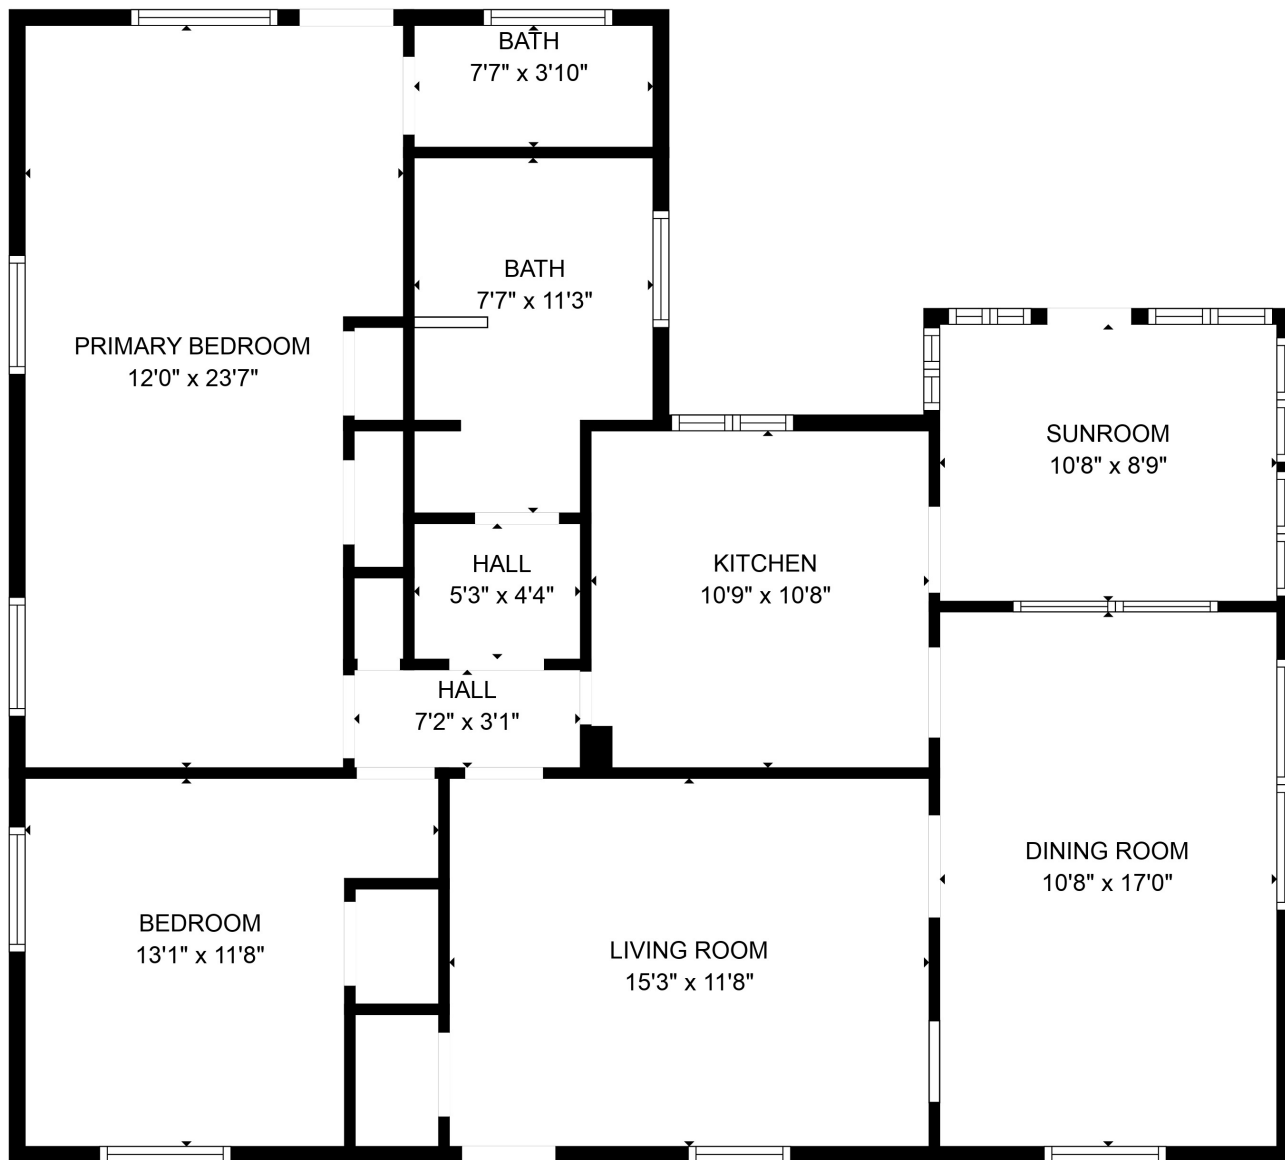 BATH
7'7" x 3'10"
BATH
7'7" x 11'3"
PRIMARY BEDROOM
12'0" x 23'7"
SUNROOM
10'8" x 8'9"
HALL
5'3" x 4'4"
KITCHEN
10'9" x 10'8"
HALL
7'2" x 3'1"
DINING ROOM
10'8" x 17'0"
BEDROOM
13'1" x 11'8"
LIVING ROOM
15'3" x 11'8"